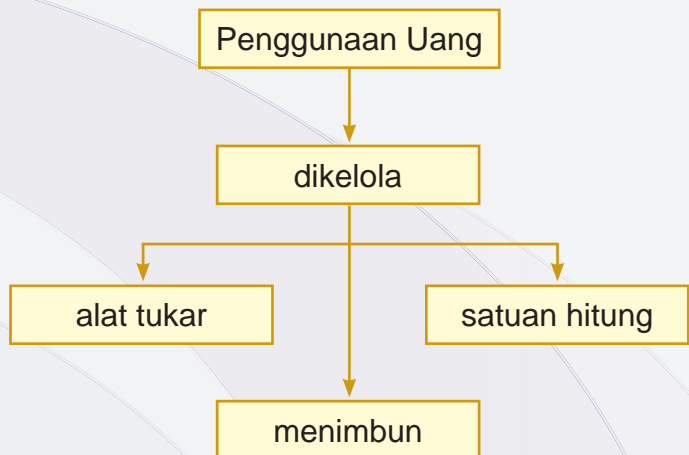 Penggunaan Uang
dikelola
alat tukar
satuan hitung
menimbun